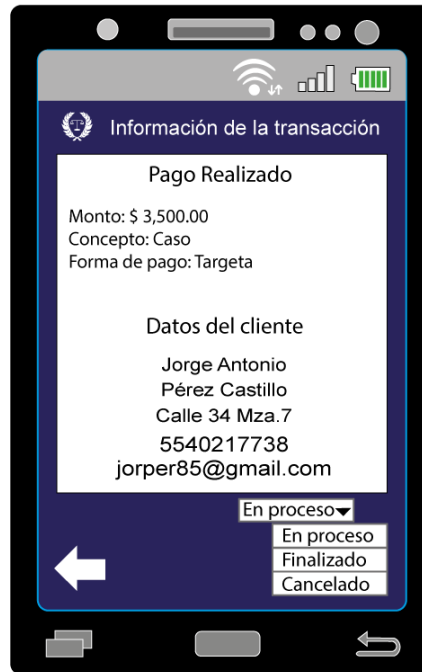 Información de la transacción
Pago Realizado
Monto: $ 3,500.00
Concepto: Caso
Forma de pago: Targeta
Datos del cliente
Jorge Antonio
Pérez Castillo
Calle 34 Mza.7
5540217738
jorper85@gmail.com
En proceso
En proceso
Finalizado
Cancelado